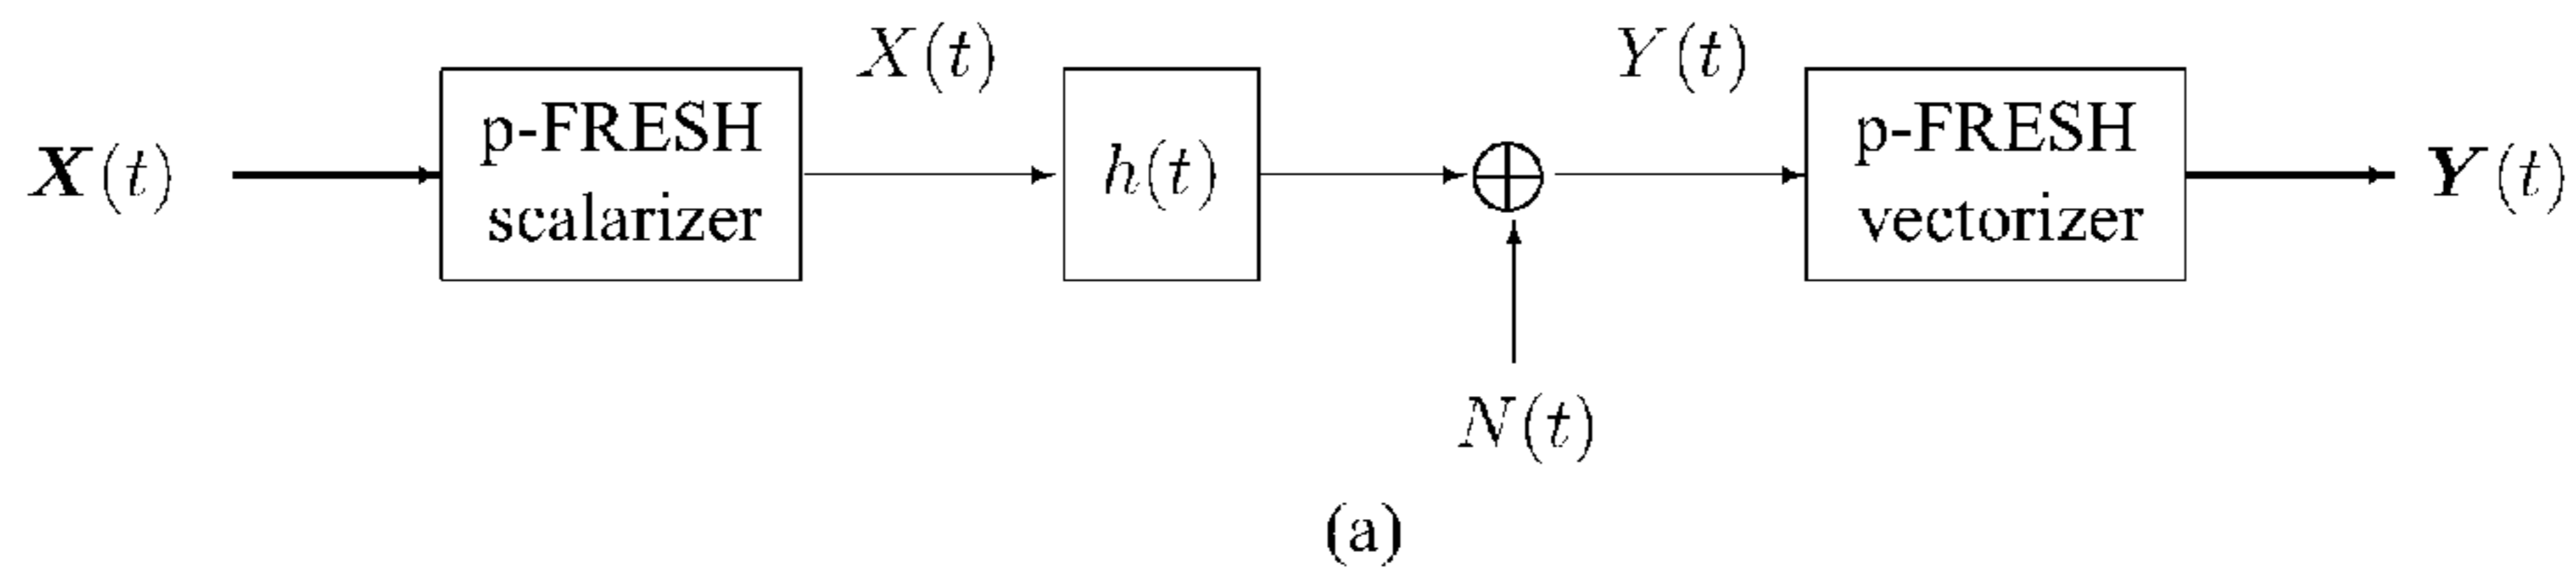 X(t) Y(t)
X(t) p-FRESH scalarizer h(t) ⊕ p-FRESH vectorizer Y(t)
N(t)
(a)